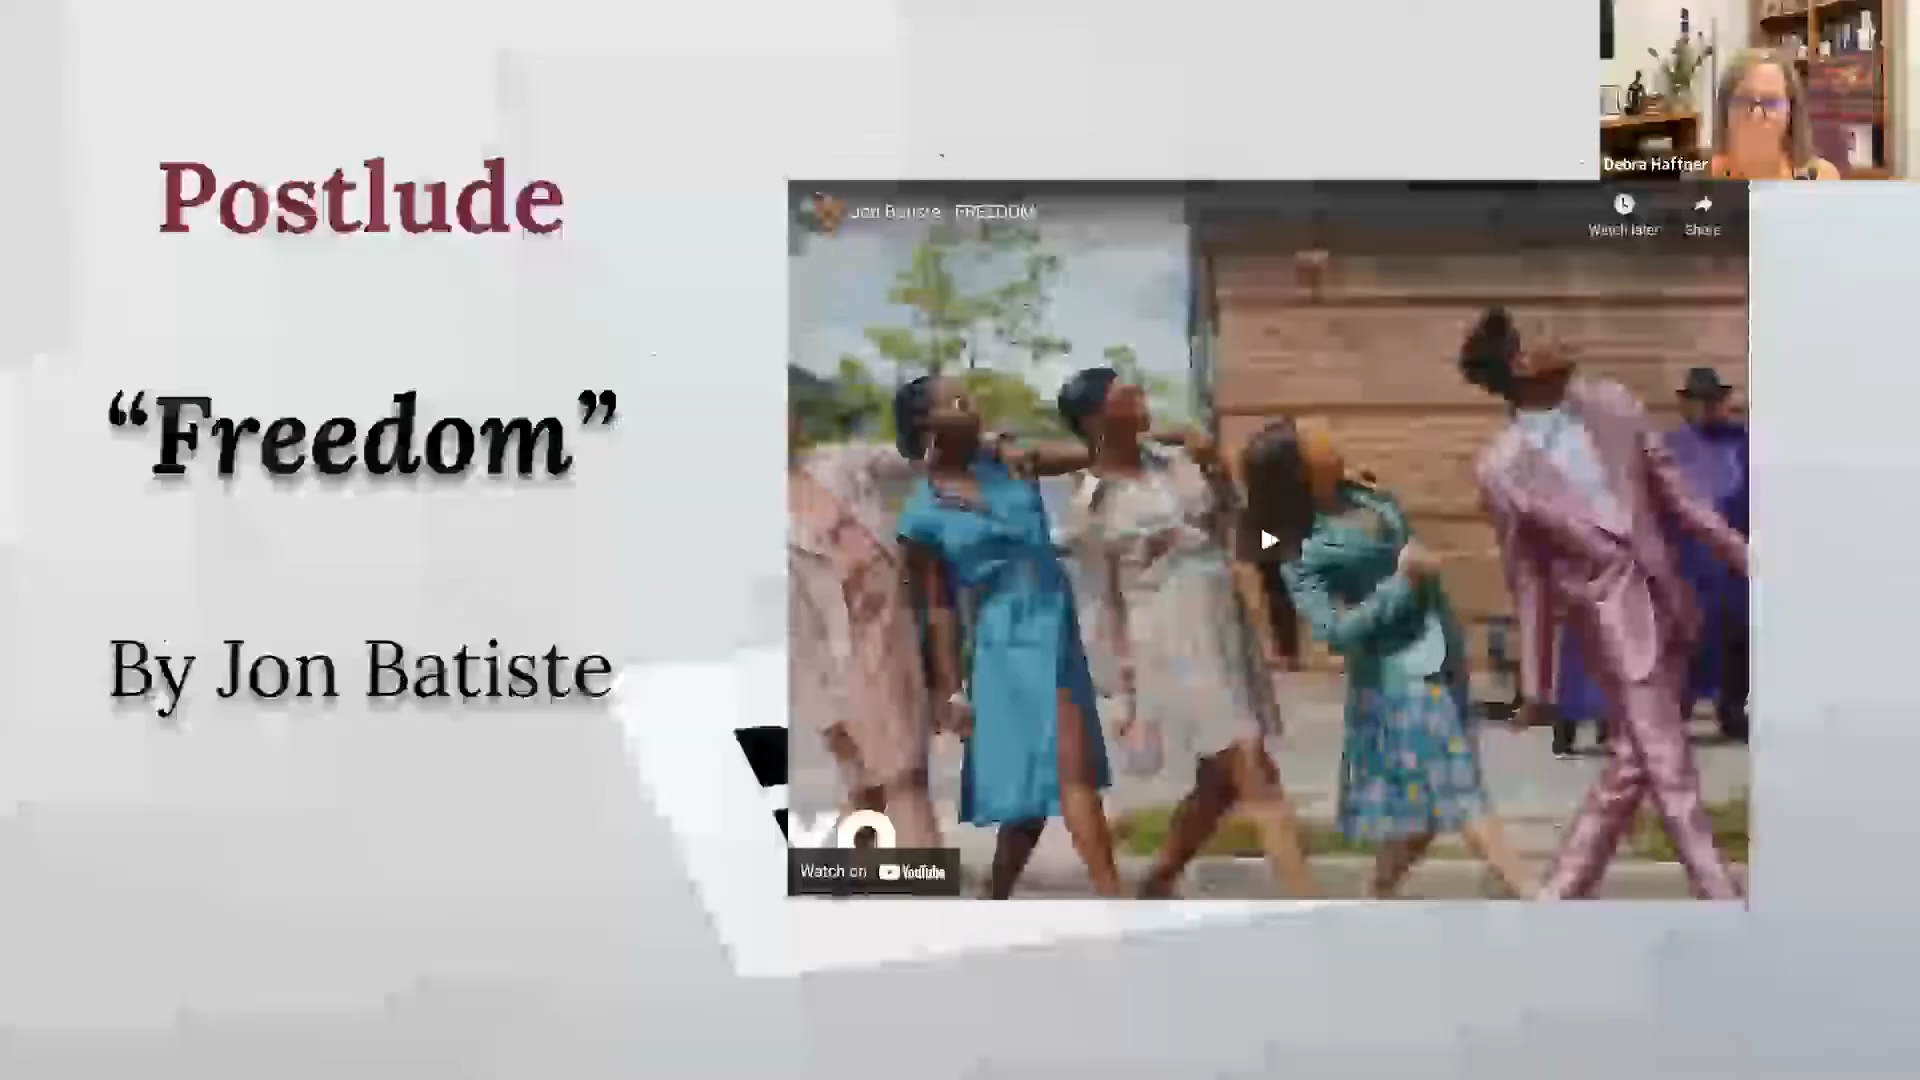 Postlude
“Freedom”
By Jon Batiste
Jon Batiste - FREEDOM
Watch later
Share
Watch on YouTube
Debra Haffner